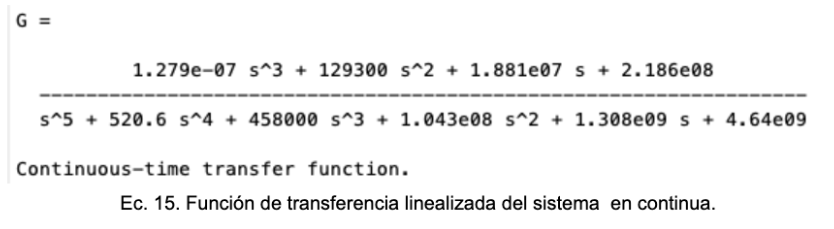 G =
1.279e-07 s^3 + 129300 s^2 + 1.881e07 s + 2.186e08
-----------------------------------------------------------------
s^5 + 520.6 s^4 + 458000 s^3 + 1.043e08 s^2 + 1.308e09 s + 4.64e09
Continuous-time transfer function.
Ec. 15. Función de transferencia linealizada del sistema en continua.